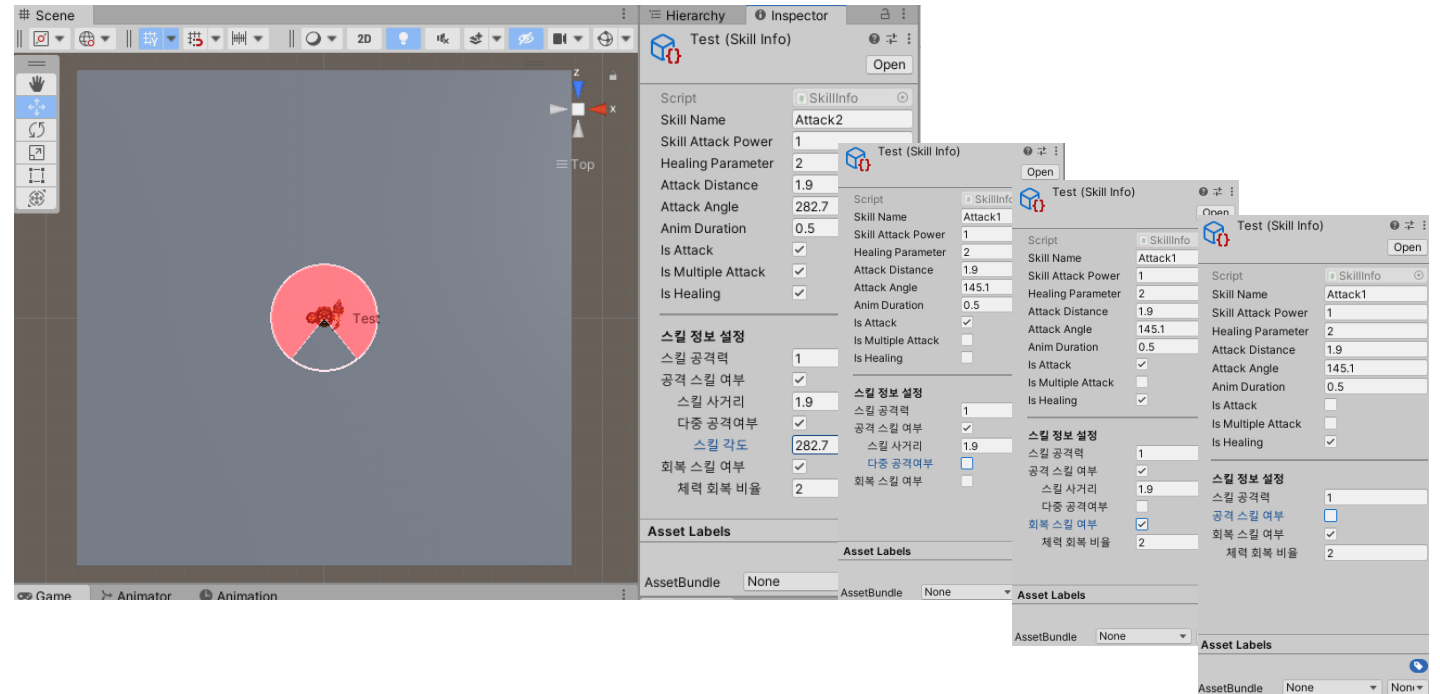 Scene
Hierarchy
Inspector
2D
Test (Skill Info)
Open
z
x
Top
Test
Script SkillInfo
Skill Name Attack2
Skill Attack Power 1
Healing Parameter 2
Attack Distance 1.9
Attack Angle 282.7
Anim Duration 0.5
Is Attack
Is Multiple Attack
Is Healing
스킬 정보 설정
스킬 공격력 1
공격 스킬 여부
스킬 사거리 1.9
다중 공격여부
스킬 각도 282.7
회복 스킬 여부
체력 회복 비율 2
Asset Labels
AssetBundle None
Game
Animator
Animation
Test (Skill Info)
Open
Script SkillInfo
Skill Name Attack1
Skill Attack Power 1
Healing Parameter 2
Attack Distance 1.9
Attack Angle 145.1
Anim Duration 0.5
Is Attack
Is Multiple Attack
Is Healing
스킬 정보 설정
스킬 공격력 1
공격 스킬 여부
스킬 사거리 1.9
다중 공격여부
회복 스킬 여부
Asset Labels
AssetBundle None
Test (Skill Info)
Open
Script SkillInfo
Skill Name Attack1
Skill Attack Power 1
Healing Parameter 2
Attack Distance 1.9
Attack Angle 145.1
Anim Duration 0.5
Is Attack
Is Multiple Attack
Is Healing
스킬 정보 설정
스킬 공격력 1
공격 스킬 여부
스킬 사거리 1.9
다중 공격여부
회복 스킬 여부
체력 회복 비율 2
Asset Labels
AssetBundle None
Test (Skill Info)
Open
Script SkillInfo
Skill Name Attack1
Skill Attack Power 1
Healing Parameter 2
Attack Distance 1.9
Attack Angle 145.1
Anim Duration 0.5
Is Attack
Is Multiple Attack
Is Healing
스킬 정보 설정
스킬 공격력 1
공격 스킬 여부
회복 스킬 여부
체력 회복 비율 2
Asset Labels
AssetBundle None Non